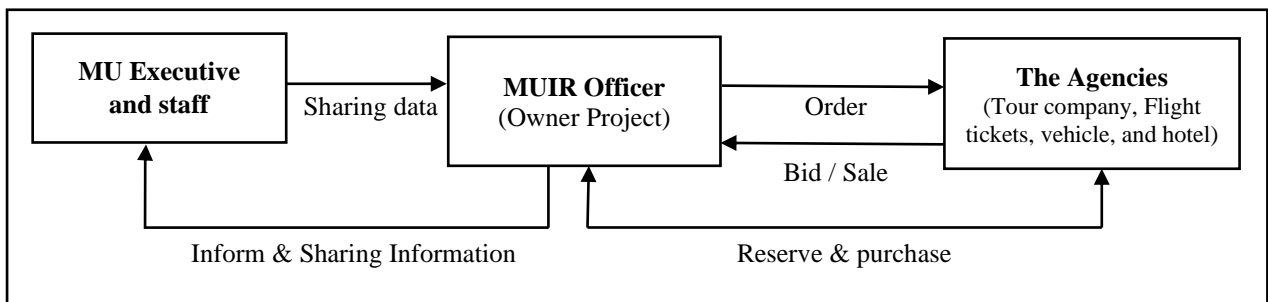 MU Executive
and staff
Sharing data
MUIR Officer
(Owner Project)
Order
Bid / Sale
The Agencies
(Tour company, Flight
tickets, vehicle, and hotel)
Inform & Sharing Information
Reserve & purchase